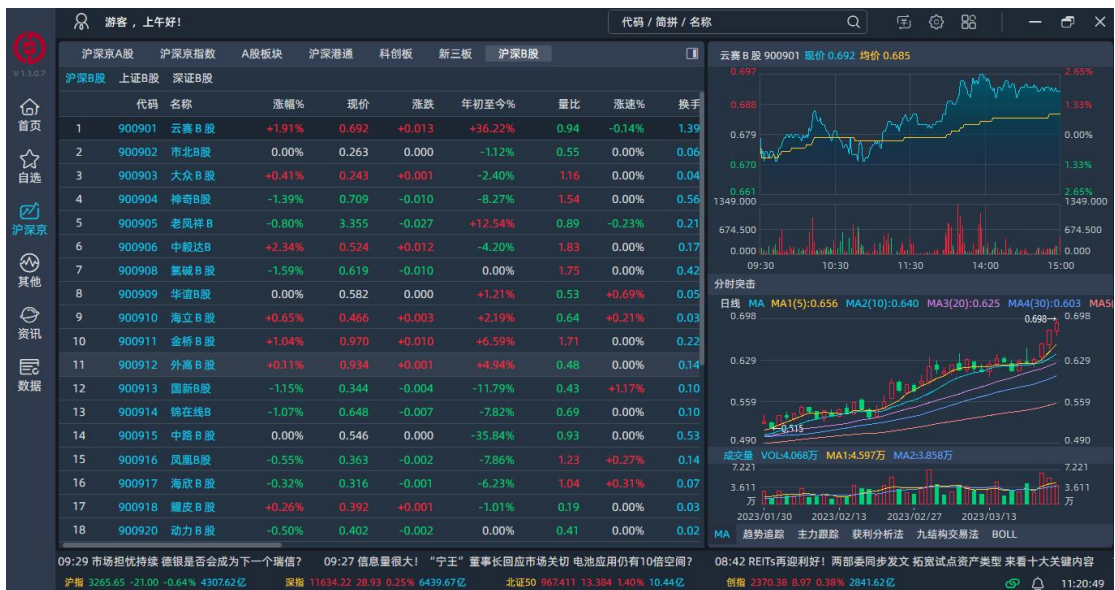 游客 , 上午好!
代码 / 简拼 / 名称
V 1.3.0.7
首页
自选
沪深京
其他
资讯
数据
沪深京A股 沪深京指数 A股板块 沪深港通 科创板 新三板 沪深B股
沪深B股 上证B股 深证B股
代码 名称 涨幅% 现价 涨跌 年初至今% 量比 涨速% 换手
1 900901 云赛B股 +1.91% 0.692 +0.013 +36.22% 0.94 -0.14% 1.39
2 900902 市北B股 0.00% 0.263 0.000 -1.12% 0.55 0.00% 0.06
3 900903 大众B股 +0.41% 0.243 +0.001 -2.40% 1.16 0.00% 0.04
4 900904 神奇B股 -1.39% 0.709 -0.010 -8.27% 1.54 0.00% 0.56
5 900905 老凤祥B -0.80% 3.355 -0.027 +12.54% 0.89 -0.23% 0.21
6 900906 中毅达B +2.34% 0.524 +0.012 -4.20% 1.83 0.00% 0.17
7 900908 氯碱B股 -1.59% 0.619 -0.010 0.00% 1.75 0.00% 0.42
8 900909 华谊B股 0.00% 0.582 0.000 +1.21% 0.53 +0.69% 0.05
9 900910 海立B股 +0.65% 0.466 +0.003 +2.19% 0.64 +0.21% 0.03
10 900911 金桥B股 +1.04% 0.970 +0.010 +6.59% 1.71 0.00% 0.22
11 900912 外高B股 +0.11% 0.934 +0.001 +4.94% 0.48 0.00% 0.14
12 900913 国新B股 -1.15% 0.344 -0.004 -11.79% 0.43 +1.17% 0.10
13 900914 锦在线B -1.07% 0.648 -0.007 -7.82% 0.69 0.00% 0.10
14 900915 中路B股 0.00% 0.546 0.000 -35.84% 0.93 0.00% 0.53
15 900916 凤凰B股 -0.55% 0.363 -0.002 -7.86% 1.23 +0.27% 0.14
16 900917 海欣B股 -0.32% 0.316 -0.001 -6.23% 1.04 +0.31% 0.07
17 900918 耀皮B股 +0.26% 0.392 +0.001 -1.01% 0.19 0.00% 0.03
18 900920 动力B股 -0.50% 0.402 -0.002 0.00% 0.41 0.00% 0.02
云赛B股 900901 现价 0.692 均价 0.685
0.697 2.65%
0.688 1.33%
0.679 0.00%
0.670 1.33%
0.661 2.65%
1349.000 1349.000
674.500 674.500
0.000 0.000
09:30 10:30 11:30 14:00 15:00
分时突击
日线 MA MA1(5):0.656 MA2(10):0.640 MA3(20):0.625 MA4(30):0.603 MA5(
0.698 0.698→ 0.698
0.629 0.629
0.559 0.559
←0.515
0.490 0.490
成交量 VOL:4.068万 MA1:4.597万 MA2:3.858万
7.221 7.221
3.611 3.611
万 万
2023/01/30 2023/02/13 2023/02/27 2023/03/13
MA 趋势追踪 主力跟踪 获利分析法 九结构交易法 BOLL
09:29 市场担忧持续 德银是否会成为下一个瑞信? 09:27 信息量很大! “宁王”董事长回应市场关切 电池应用仍有10倍空间? 08:42 REITs再迎利好! 两部委同步发文 拓宽试点资产类型 来看十大关键内容
沪指 3265.65 -21.00 -0.64% 4307.62亿 深指 11634.22 28.93 0.25% 6439.67亿 北证50 967.411 13.384 1.40% 10.44亿 创指 2370.38 8.97 0.38% 2841.62亿 11:20:49